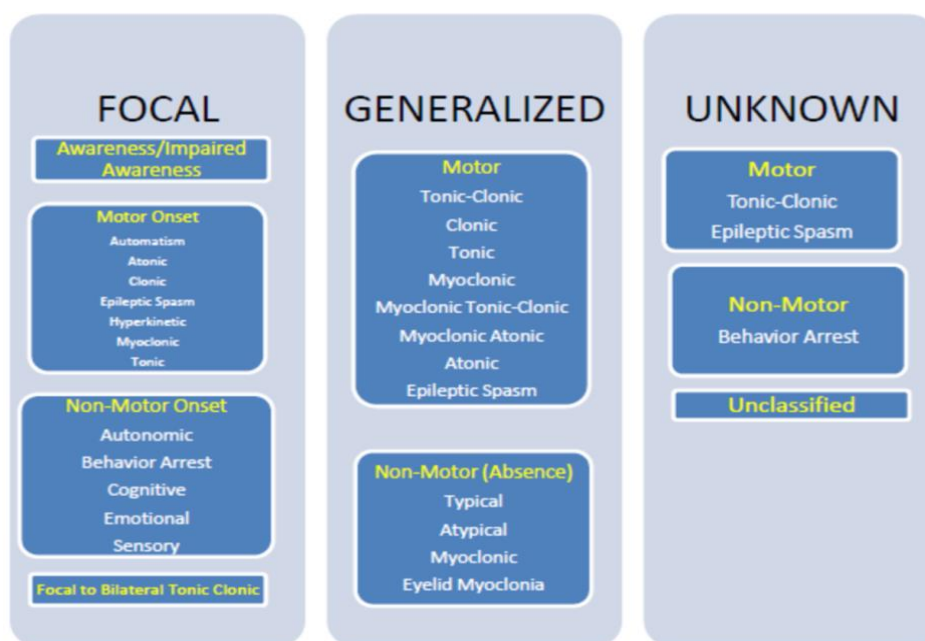 FOCAL
Awareness/Impaired
Awareness
Motor Onset
Automatism
Atonic
Clonic
Epileptic Spasm
Hyperkinetic
Myoclonic
Tonic
Non-Motor Onset
Autonomic
Behavior Arrest
Cognitive
Emotional
Sensory
Focal to Bilateral Tonic Clonic
GENERALIZED
Motor
Tonic-Clonic
Clonic
Tonic
Myoclonic
Myoclonic Tonic-Clonic
Myoclonic Atonic
Atonic
Epileptic Spasm
Non-Motor (Absence)
Typical
Atypical
Myoclonic
Eyelid Myoclonia
UNKNOWN
Motor
Tonic-Clonic
Epileptic Spasm
Non-Motor
Behavior Arrest
Unclassified